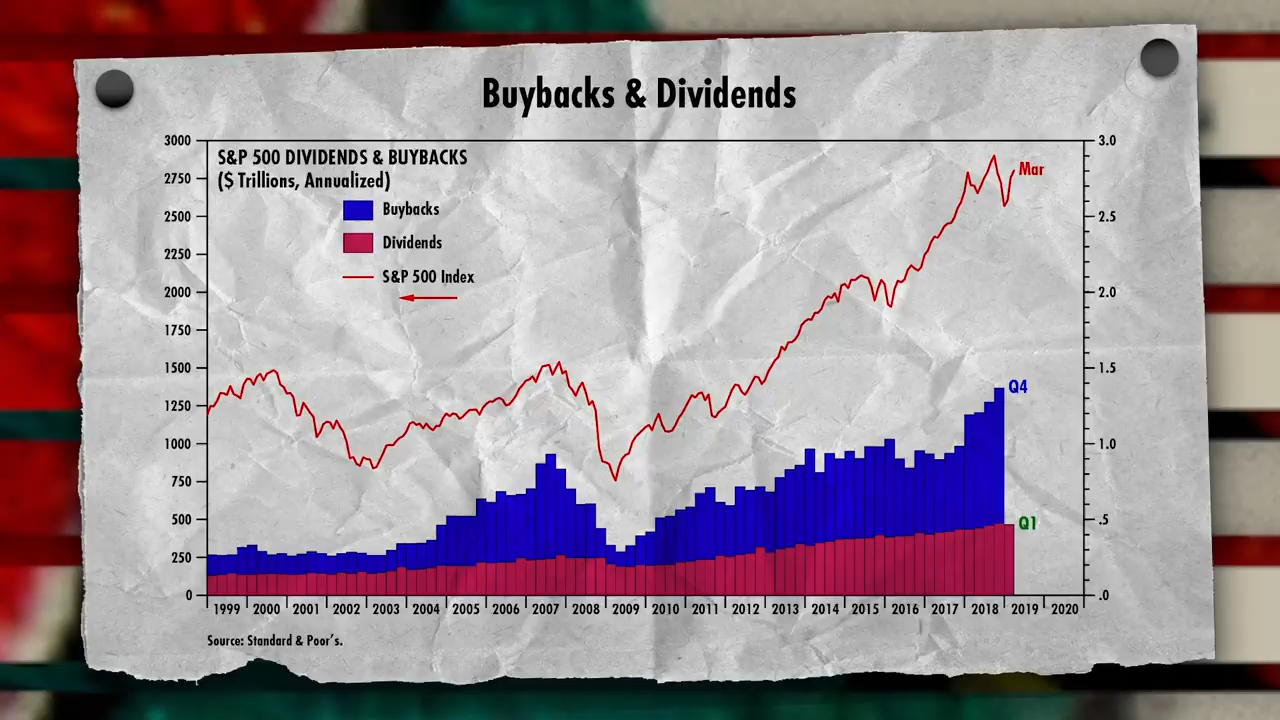 Buybacks & Dividends
S&P 500 DIVIDENDS & BUYBACKS
($ Trillions, Annualized)
Buybacks
Dividends
S&P 500 Index
3000
2750
2500
2250
2000
1750
1500
1250
1000
750
500
250
0
3.0
2.5
2.0
1.5
1.0
.5
.0
Mar
Q4
Q1
1999 2000 2001 2002 2003 2004 2005 2006 2007 2008 2009 2010 2011 2012 2013 2014 2015 2016 2017 2018 2019 2020
Source: Standard & Poor's.